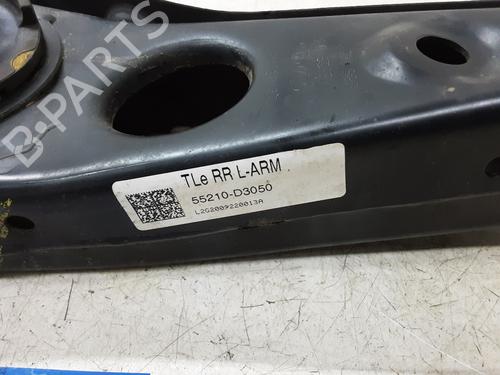 B-PARTS
TLe RR L-ARM
55210-D3050
L2G2009220013A